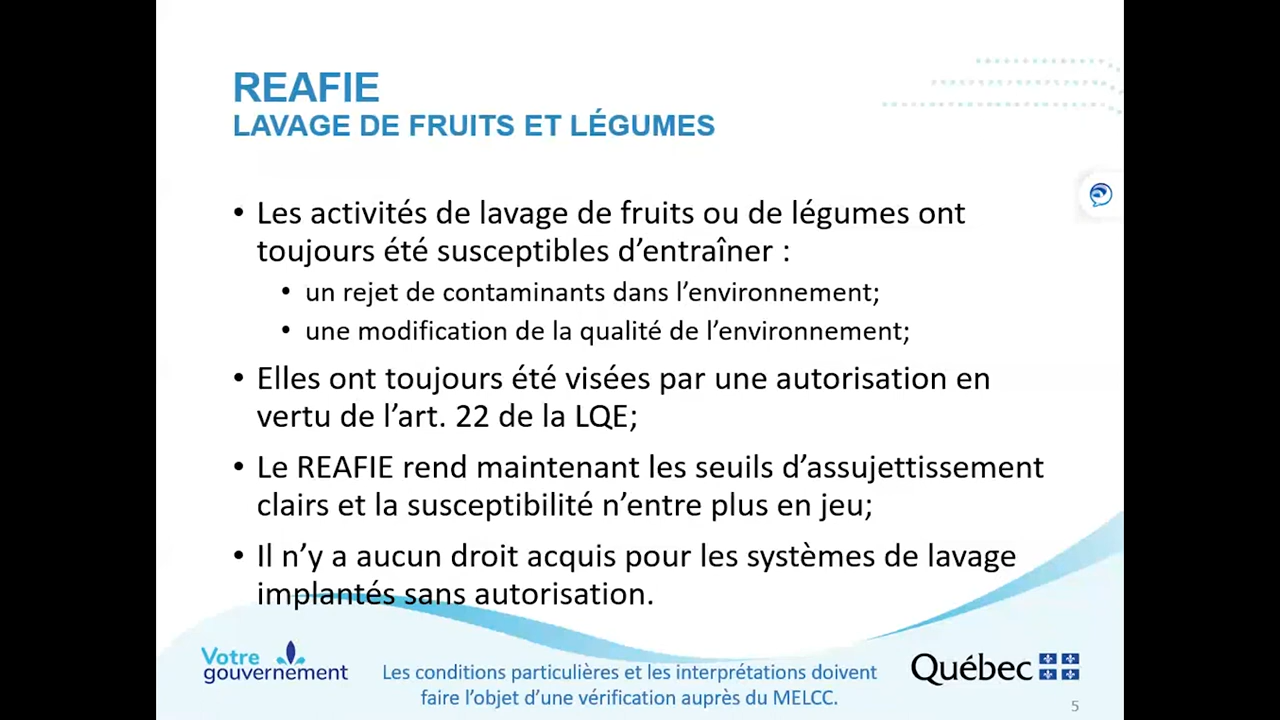 REAFIE
LAVAGE DE FRUITS ET LÉGUMES
• Les activités de lavage de fruits ou de légumes ont
toujours été susceptibles d’entraîner :
• un rejet de contaminants dans l’environnement;
• une modification de la qualité de l’environnement;
• Elles ont toujours été visées par une autorisation en
vertu de l’art. 22 de la LQE;
• Le REAFIE rend maintenant les seuils d’assujettissement
clairs et la susceptibilité n’entre plus en jeu;
• Il n’y a aucun droit acquis pour les systèmes de lavage
implantés sans autorisation.
Votre
gouvernement
Les conditions particulières et les interprétations doivent
faire l’objet d’une vérification auprès du MELCC.
Québec
5